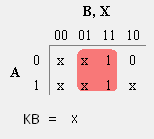 B, X
00 01 11 10
A 0 x x 1 0
1 x x 1 x
KB = x